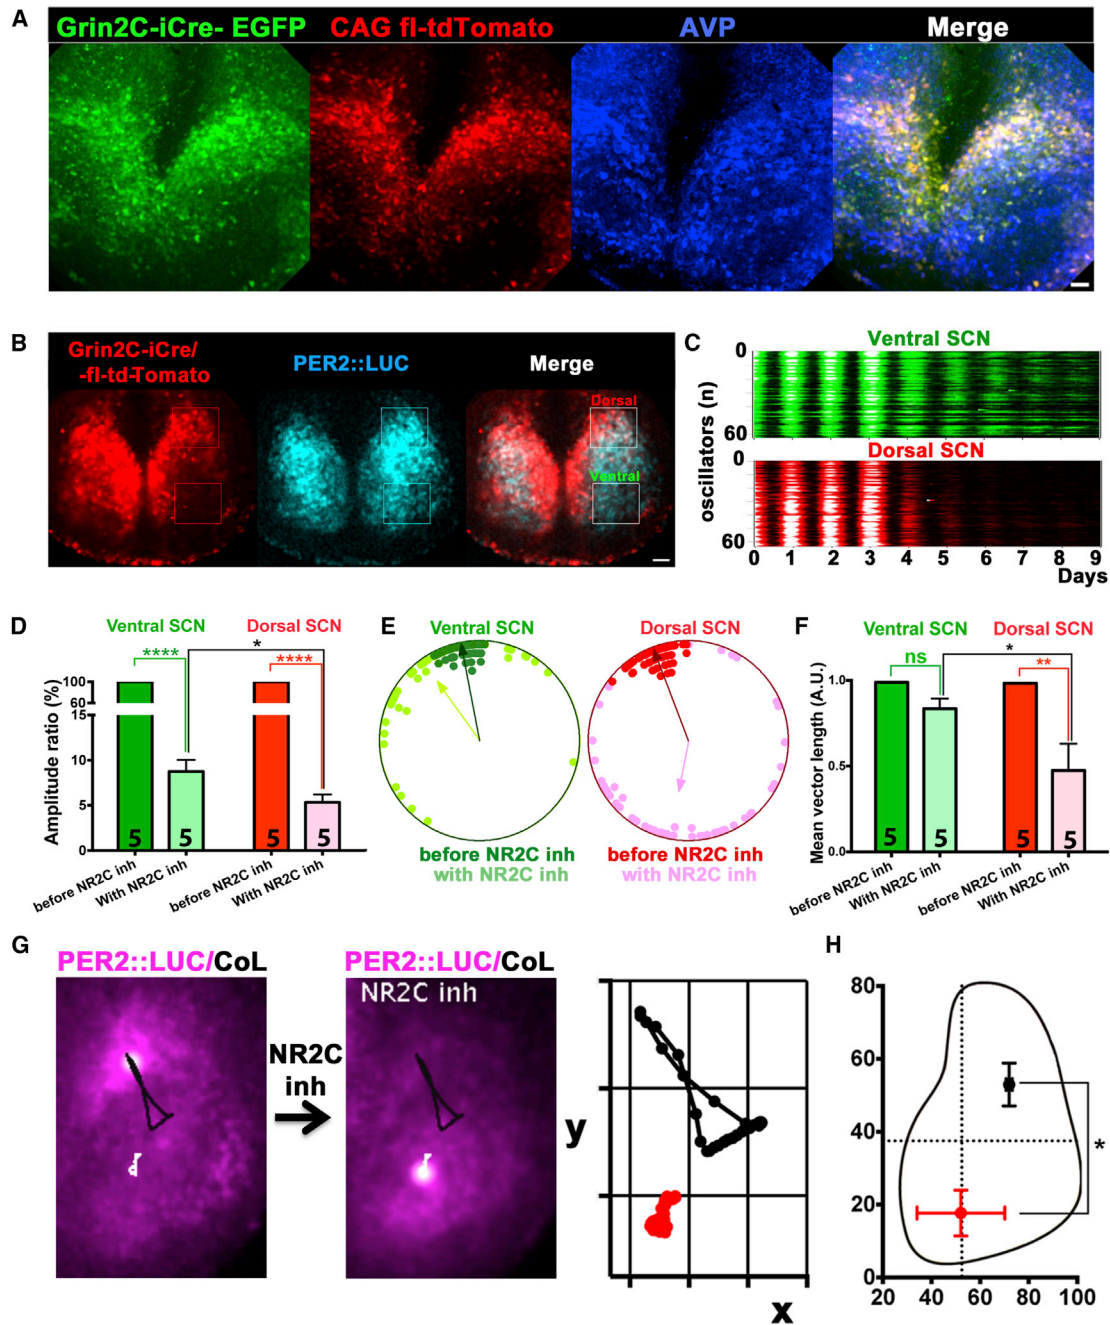 A
Grin2C-iCre- EGFP
CAG fl-tdTomato
AVP
Merge
B
Grin2C-iCre/
-fl-td-Tomato
PER2::LUC
Merge
Dorsal
Ventral
C
Ventral SCN
0
60
Dorsal SCN
0
60
oscillators (n)
0 1 2 3 4 5 6 7 8 9
Days
D
Ventral SCN
Dorsal SCN
*
**** ****
Amplitude ratio (%)
100
60
15
10
5
0
5 5 5 5
before NR2C inh
With NR2C inh
before NR2C inh
With NR2C inh
E
Ventral SCN
Dorsal SCN
before NR2C inh
with NR2C inh
before NR2C inh
with NR2C inh
F
Ventral SCN
Dorsal SCN
*
ns **
Mean vector length (A.U.)
1.0
0.5
0.0
5 5 5 5
before NR2C inh
With NR2C inh
before NR2C inh
With NR2C inh
G
PER2::LUC/CoL
NR2C
inh
PER2::LUC/CoL
NR2C inh
y
x
H
80
60
40
20
0
20 40 60 80 100
*